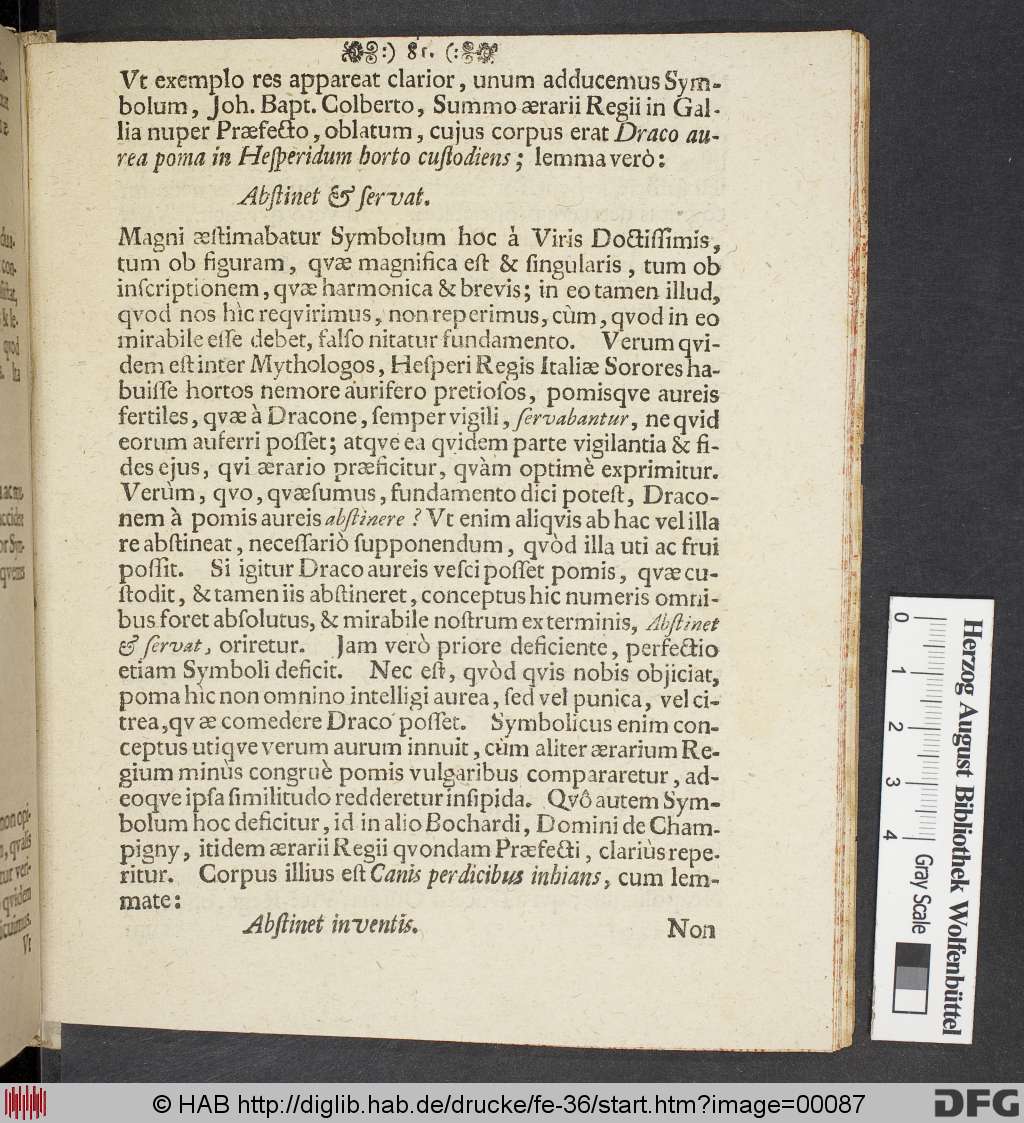 :) 81. (:
Vt exemplo res appareat clarior, unum adducemus Sym-
bolum, Joh. Bapt. Colberto, Summo ærarii Regii in Gal-
lia nuper Præfecto, oblatum, cujus corpus erat Draco au-
rea poma in Heſperidum horto cuſtodiens; lemma verò:
Abſtinet & ſervat.
Magni æſtimabatur Symbolum hoc à Viris Doctiſſimis,
tum ob figuram, qvæ magnifica eſt & ſingularis, tum ob
inſcriptionem, qvæ harmonica & brevis; in eo tamen illud,
qvod nos hìc reqvirimus, non reperimus, cùm, qvod in eo
mirabile eſſe debet, falſo nitatur fundamento. Verum qvi-
dem eſt inter Mythologos, Heſperi Regis Italiæ Sorores ha-
buiſſe hortos nemore aurifero pretioſos, pomisqve aureis
fertiles, qvæ à Dracone, ſemper vigili, ſervabantur, ne qvid
eorum auferri poſſet; atqve ea qvidem parte vigilantia & fi-
des ejus, qvi ærario præficitur, qvàm optimè exprimitur.
Verùm, qvo, qvæſumus, fundamento dici poteſt, Draco-
nem à pomis aureis abſtinere? Vt enim aliqvis ab hac vel illa
re abſtineat, neceſſariò ſupponendum, qvòd illa uti ac frui
poſſit. Si igitur Draco aureis veſci poſſet pomis, qvæ cu-
ſtodit, & tamen iis abſtineret, conceptus hic numeris omni-
bus foret abſolutus, & mirabile noſtrum ex terminis, Abſtinet
& ſervat, oriretur. Jam verò priore deficiente, perfectio
etiam Symboli deficit. Nec eſt, qvòd qvis nobis objiciat,
poma hìc non omnino intelligi aurea, ſed vel punica, vel ci-
trea, qvæ comedere Draco poſſet. Symbolicus enim con-
ceptus utiqve verum aurum innuit, cùm aliter ærarium Re-
gium minùs congruè pomis vulgaribus compararetur, ad-
eoqve ipſa ſimilitudo redderetur inſipida. Qvô autem Sym-
bolum hoc deficitur, id in alio Bochardi, Domini de Cham-
pigny, itidem ærarii Regii qvondam Præfecti, clariùs repe-
ritur. Corpus illius eſt Canis perdicibus inhians, cum lem-
mate:
Abſtinet inventis.
Non
0 1 2 3 4
Herzog August Bibliothek Wolfenbüttel
Gray Scale
© HAB http://diglib.hab.de/drucke/fe-36/start.htm?image=00087
DFG